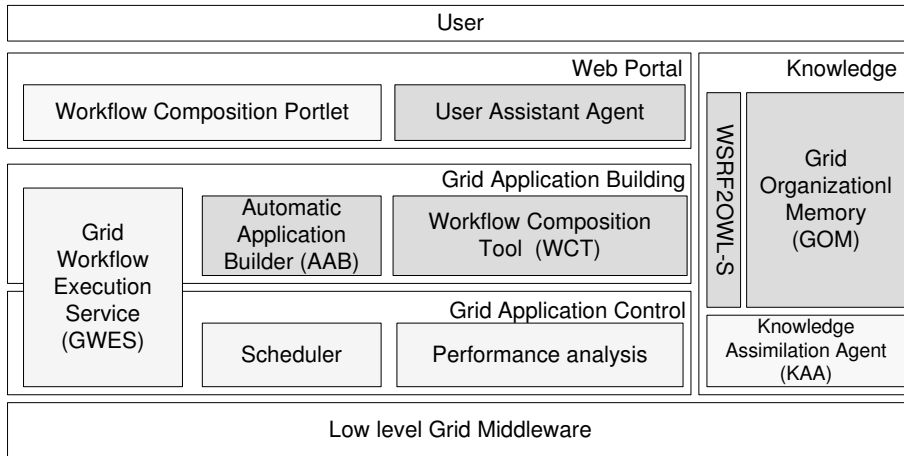 User
Web Portal
Workflow Composition Portlet
User Assistant Agent
Grid Application Building
Grid
Workflow
Execution
Service
(GWES)
Automatic
Application
Builder (AAB)
Workflow Composition
Tool (WCT)
Grid Application Control
Scheduler
Performance analysis
Knowledge
WSRF2OWL-S
Grid
Organizationl
Memory
(GOM)
Knowledge
Assimilation Agent
(KAA)
Low level Grid Middleware